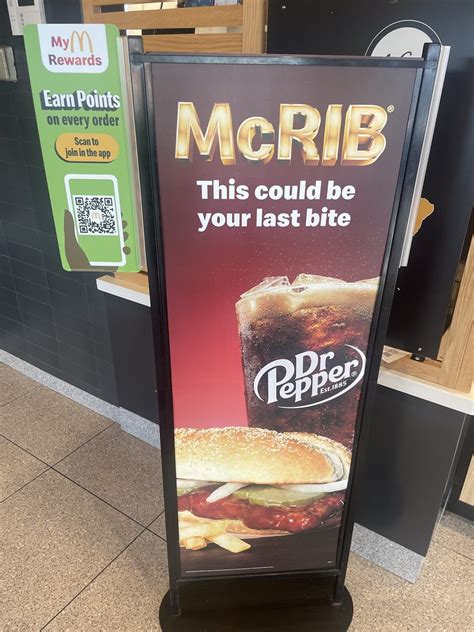 My
Rewards
Earn Points
on every order
Scan to
join in the app
McRIB®
This could be
your last bite
Dr
Pepper®
Est.1885